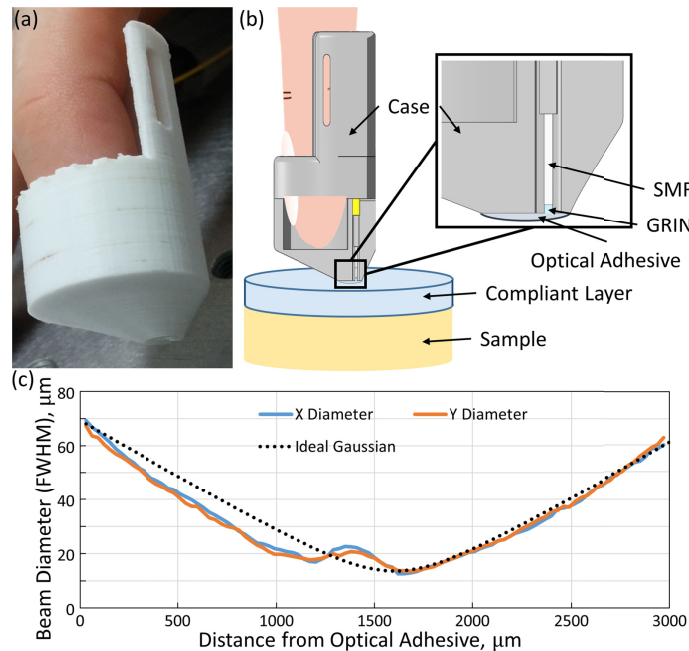 (a)
(b)
Case
SMF
GRIN
Optical Adhesive
Compliant Layer
Sample
(c)
Beam Diameter (FWHM), µm
80
60
40
20
0
X Diameter
Y Diameter
Ideal Gaussian
0
500
1000
1500
2000
2500
3000
Distance from Optical Adhesive, µm